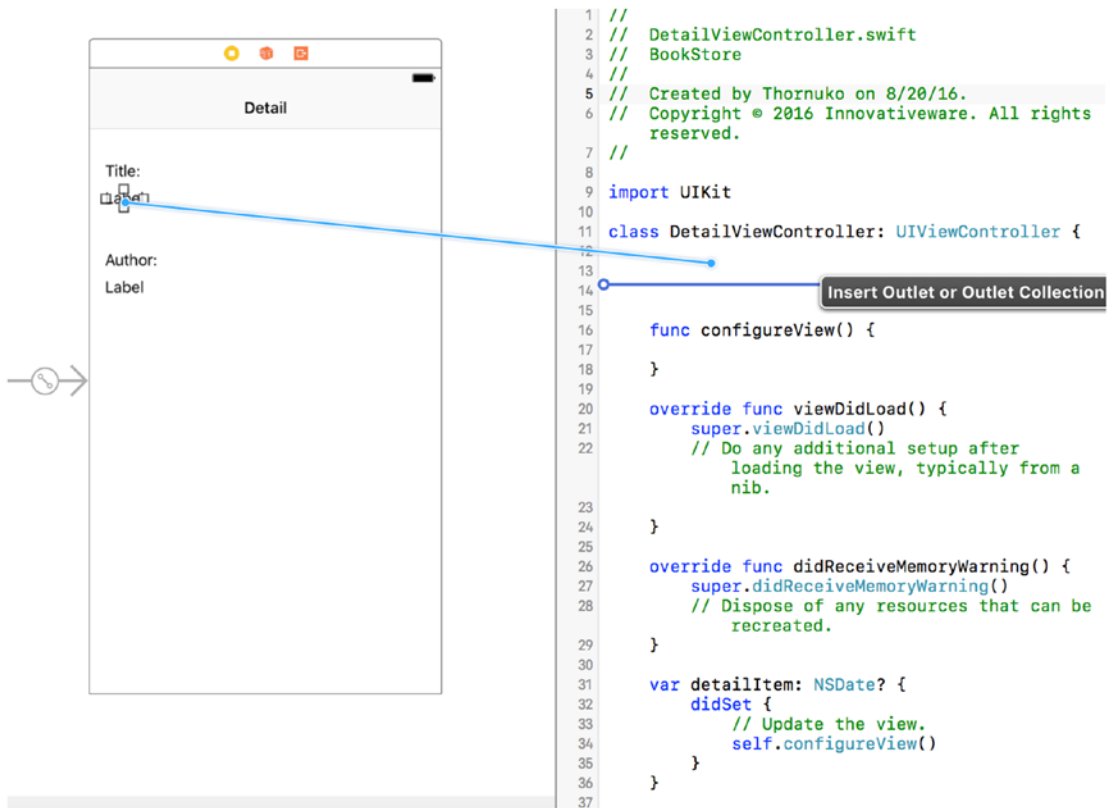 Detail
Title:
Label
Author:
Label
1 //
2 // DetailViewController.swift
3 // BookStore
4 //
5 // Created by Thornuko on 8/20/16.
6 // Copyright © 2016 Innovativeware. All rights
reserved.
7 //
8
9 import UIKit
10
11 class DetailViewController: UIViewController {
12
13
14
Insert Outlet or Outlet Collection
15
16 func configureView() {
17
18 }
19
20 override func viewDidLoad() {
21 super.viewDidLoad()
22 // Do any additional setup after
loading the view, typically from a
nib.
23
24 }
25
26 override func didReceiveMemoryWarning() {
27 super.didReceiveMemoryWarning()
28 // Dispose of any resources that can be
recreated.
29 }
30
31 var detailItem: NSDate? {
32 didSet {
33 // Update the view.
34 self.configureView()
35 }
36 }
37